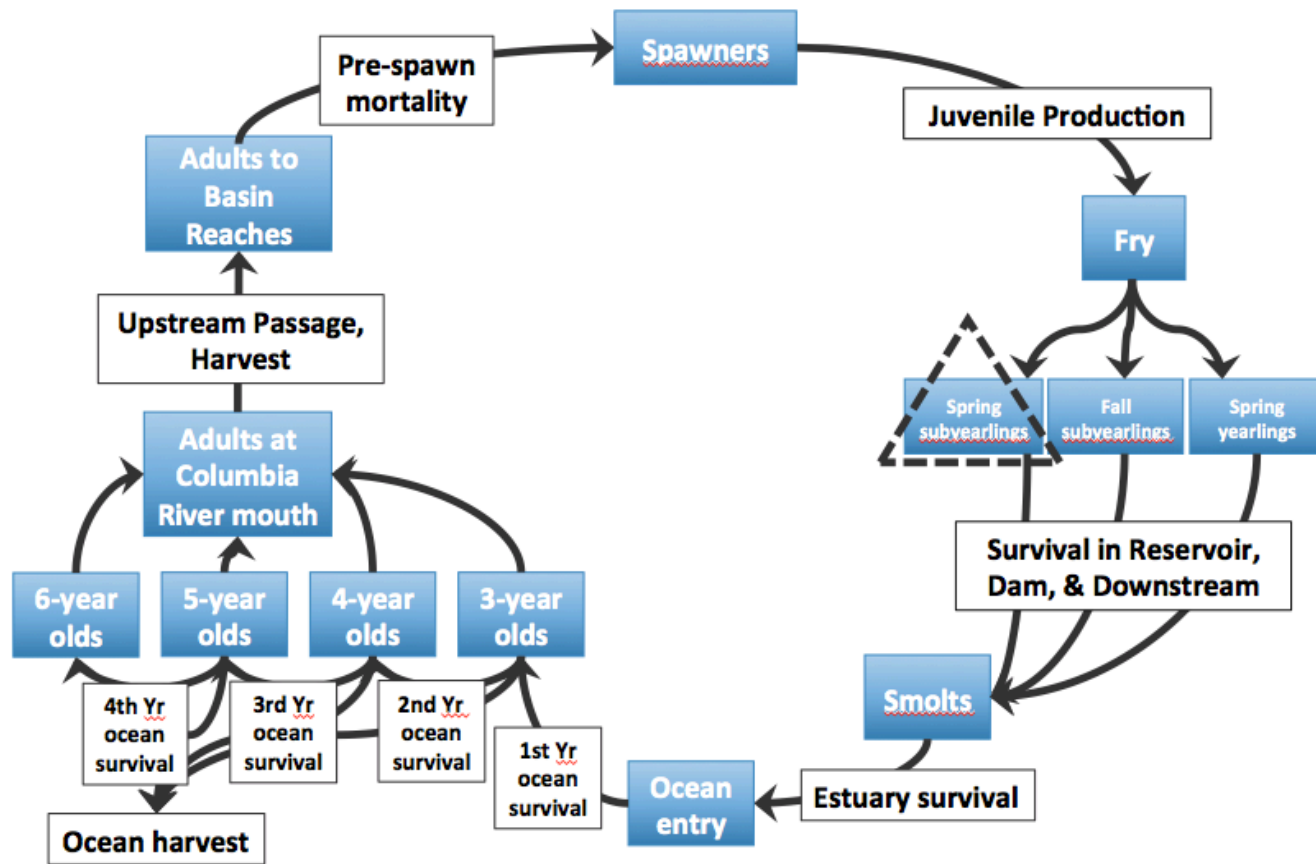 Spawners
Pre-spawn
mortality
Juvenile Production
Adults to
Basin
Reaches
Fry
Upstream Passage,
Harvest
Spring
subyearlings
Fall
subyearlings
Spring
yearlings
Adults at
Columbia
River mouth
Survival in Reservoir,
Dam, & Downstream
6-year
olds
5-year
olds
4-year
olds
3-year
olds
Smolts
4th Yr
ocean
survival
3rd Yr
ocean
survival
2nd Yr
ocean
survival
1st Yr
ocean
survival
Ocean
entry
Estuary survival
Ocean harvest